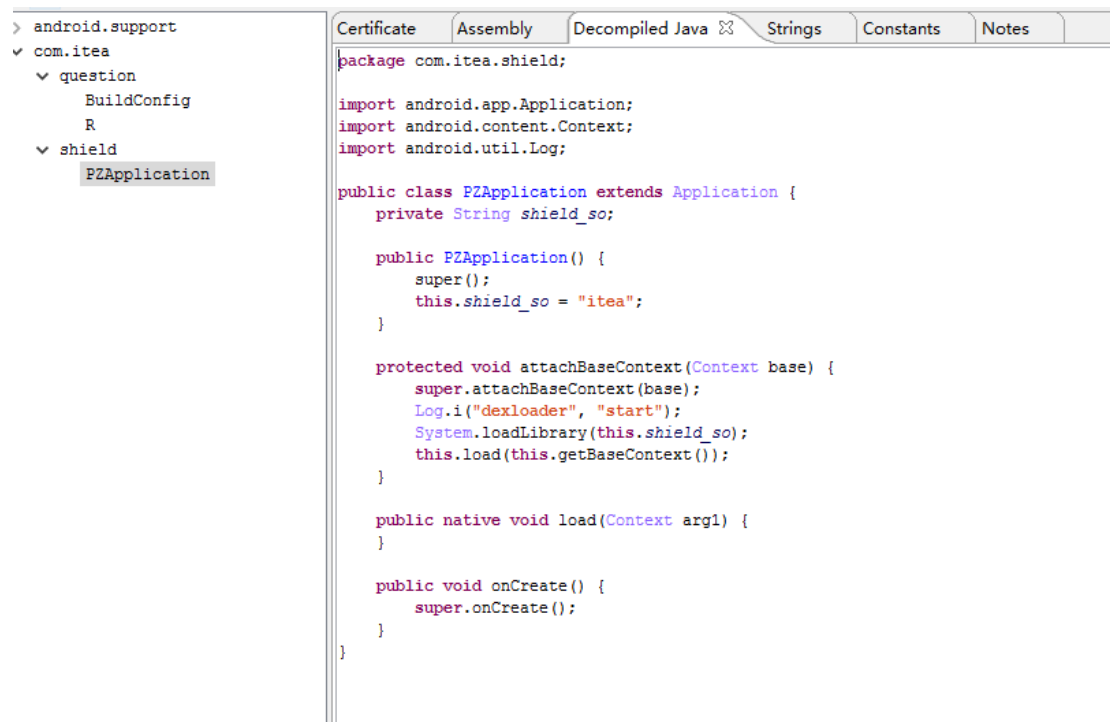 android.support
com.itea
question
BuildConfig
R
shield
PZApplication
Certificate Assembly Decompiled Java Strings Constants Notes
package com.itea.shield;
import android.app.Application;
import android.content.Context;
import android.util.Log;
public class PZApplication extends Application {
private String shield_so;
public PZApplication() {
super();
this.shield_so = "itea";
}
protected void attachBaseContext(Context base) {
super.attachBaseContext(base);
Log.i("dexloader", "start");
System.loadLibrary(this.shield_so);
this.load(this.getBaseContext());
}
public native void load(Context arg1) {
}
public void onCreate() {
super.onCreate();
}
}